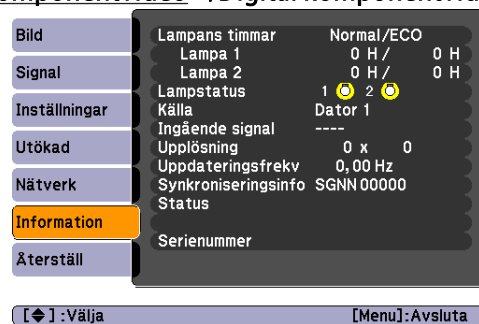 Bild
Signal
Inställningar
Utökad
Nätverk
Information
Återställ
Lampans timmar Normal/ECO
Lampa 1 0 H/ 0 H
Lampa 2 0 H/ 0 H
Lampstatus 1 2
Källa Dator 1
Ingående signal ----
Upplösning 0 x 0
Uppdateringsfrekv 0,00 Hz
Synkroniseringsinfo SGNN 00000
Status
Serienummer
[◆] :Välja [Menu]:Avsluta